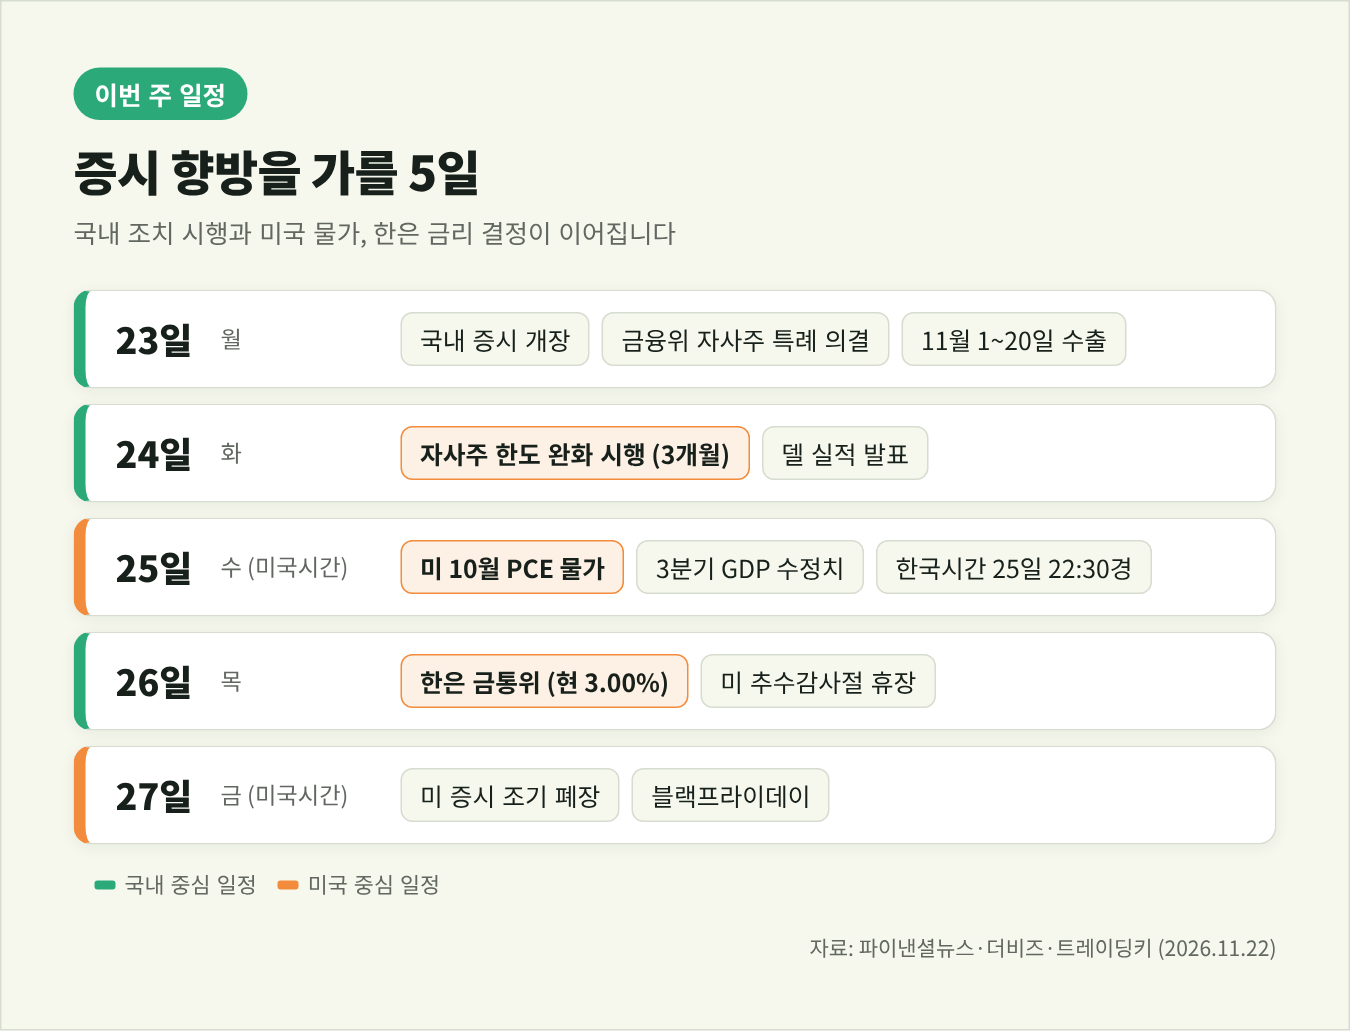 이번 주 일정
증시 향방을 가를 5일
국내 조치 시행과 미국 물가, 한은 금리 결정이 이어집니다
23일 월 국내 증시 개장 금융위 자사주 특례 의결 11월 1~20일 수출
24일 화 자사주 한도 완화 시행 (3개월) 델 실적 발표
25일 수 (미국시간) 미 10월 PCE 물가 3분기 GDP 수정치 한국시간 25일 22:30경
26일 목 한은 금통위 (현 3.00%) 미 추수감사절 휴장
27일 금 (미국시간) 미 증시 조기 폐장 블랙프라이데이
국내 중심 일정 미국 중심 일정
자료: 파이낸셜뉴스·더비즈·트레이딩키 (2026.11.22)